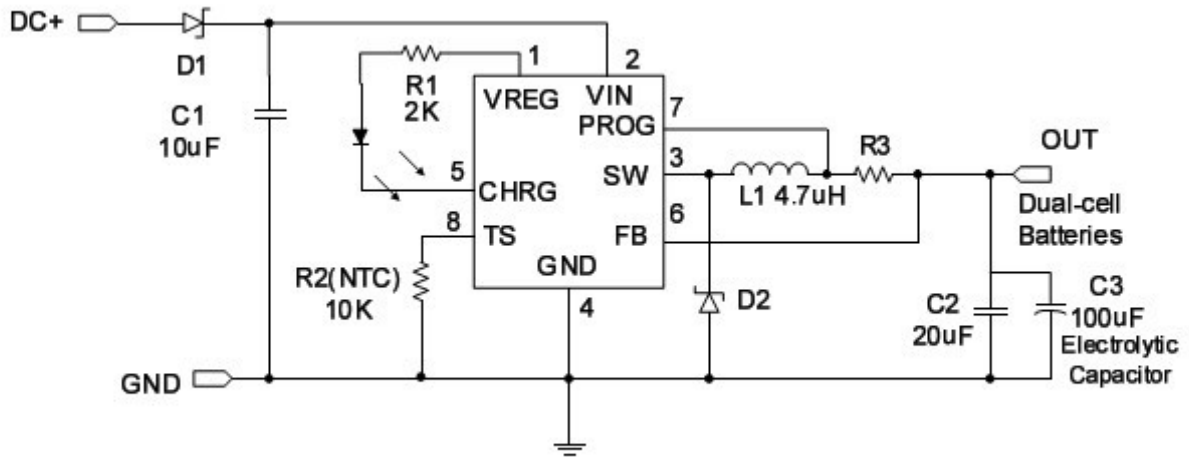 DC+
D1
C1
10uF
R1
2K
1
2
VREG
VIN
PROG
7
SW
3
5
CHRG
8
TS
FB
6
GND
4
R2(NTC)
10K
L1 4.7uH
R3
OUT
Dual-cell
Batteries
D2
C2
20uF
C3
100uF
Electrolytic
Capacitor
GND